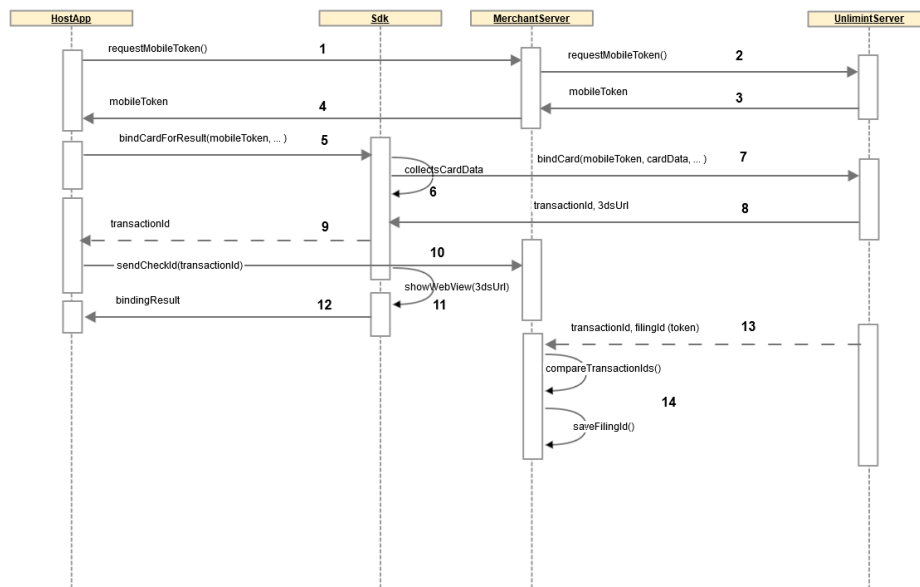 HostApp
Sdk
MerchantServer
UnlimintServer
requestMobileToken()
1
requestMobileToken()
2
mobileToken
3
mobileToken
4
bindCardForResult(mobileToken, ... )
5
collectsCardData
6
bindCard(mobileToken, cardData, ... )
7
transactionId, 3dsUrl
8
transactionId
9
sendCheckId(transactionId)
10
showWebView(3dsUrl)
11
bindingResult
12
transactionId, filingId (token)
13
compareTransactionIds()
14
saveFilingId()